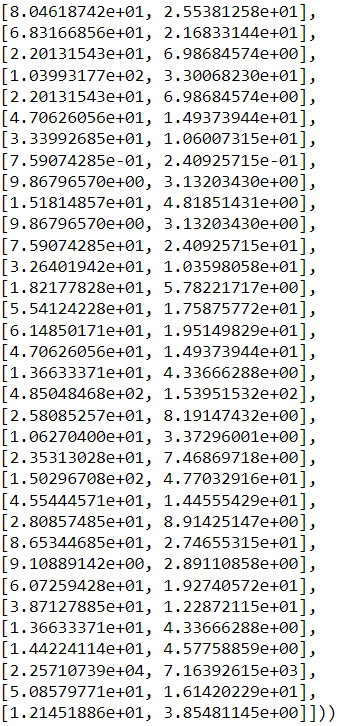 [8.04618742e+01, 2.55381258e+01],
[6.83166856e+01, 2.16833144e+01],
[2.20131543e+01, 6.98684574e+00],
[1.03993177e+02, 3.30068230e+01],
[2.20131543e+01, 6.98684574e+00],
[4.70626056e+01, 1.49373944e+01],
[3.33992685e+01, 1.06007315e+01],
[7.59074285e-01, 2.40925715e-01],
[9.86796570e+00, 3.13203430e+00],
[1.51814857e+01, 4.81851431e+00],
[9.86796570e+00, 3.13203430e+00],
[7.59074285e+01, 2.40925715e+01],
[3.26401942e+01, 1.03598058e+01],
[1.82177828e+01, 5.78221717e+00],
[5.54124228e+01, 1.75875772e+01],
[6.14850171e+01, 1.95149829e+01],
[4.70626056e+01, 1.49373944e+01],
[1.36633371e+01, 4.33666288e+00],
[4.85048468e+02, 1.53951532e+02],
[2.58085257e+01, 8.19147432e+00],
[1.06270400e+01, 3.37296001e+00],
[2.35313028e+01, 7.46869718e+00],
[1.50296708e+02, 4.77032916e+01],
[4.55444571e+01, 1.44555429e+01],
[2.80857485e+01, 8.91425147e+00],
[8.65344685e+01, 2.74655315e+01],
[9.10889142e+00, 2.89110858e+00],
[6.07259428e+01, 1.92740572e+01],
[3.87127885e+01, 1.22872115e+01],
[1.36633371e+01, 4.33666288e+00],
[1.44224114e+01, 4.57758859e+00],
[2.25710739e+04, 7.16392615e+03],
[5.08579771e+01, 1.61420229e+01],
[1.21451886e+01, 3.85481145e+00]]))